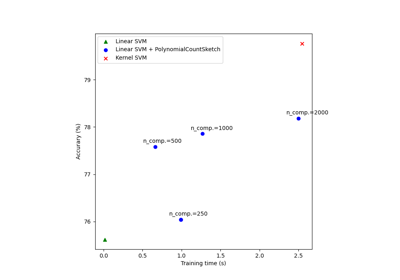 Linear SVM
Linear SVM + PolynomialCountSketch
Kernel SVM
79
n_comp.=2000
78
n_comp.=1000
n_comp.=500
Accurary (%)
77
n_comp.=250
76
0.0 0.5 1.0 1.5 2.0 2.5
Training time (s)